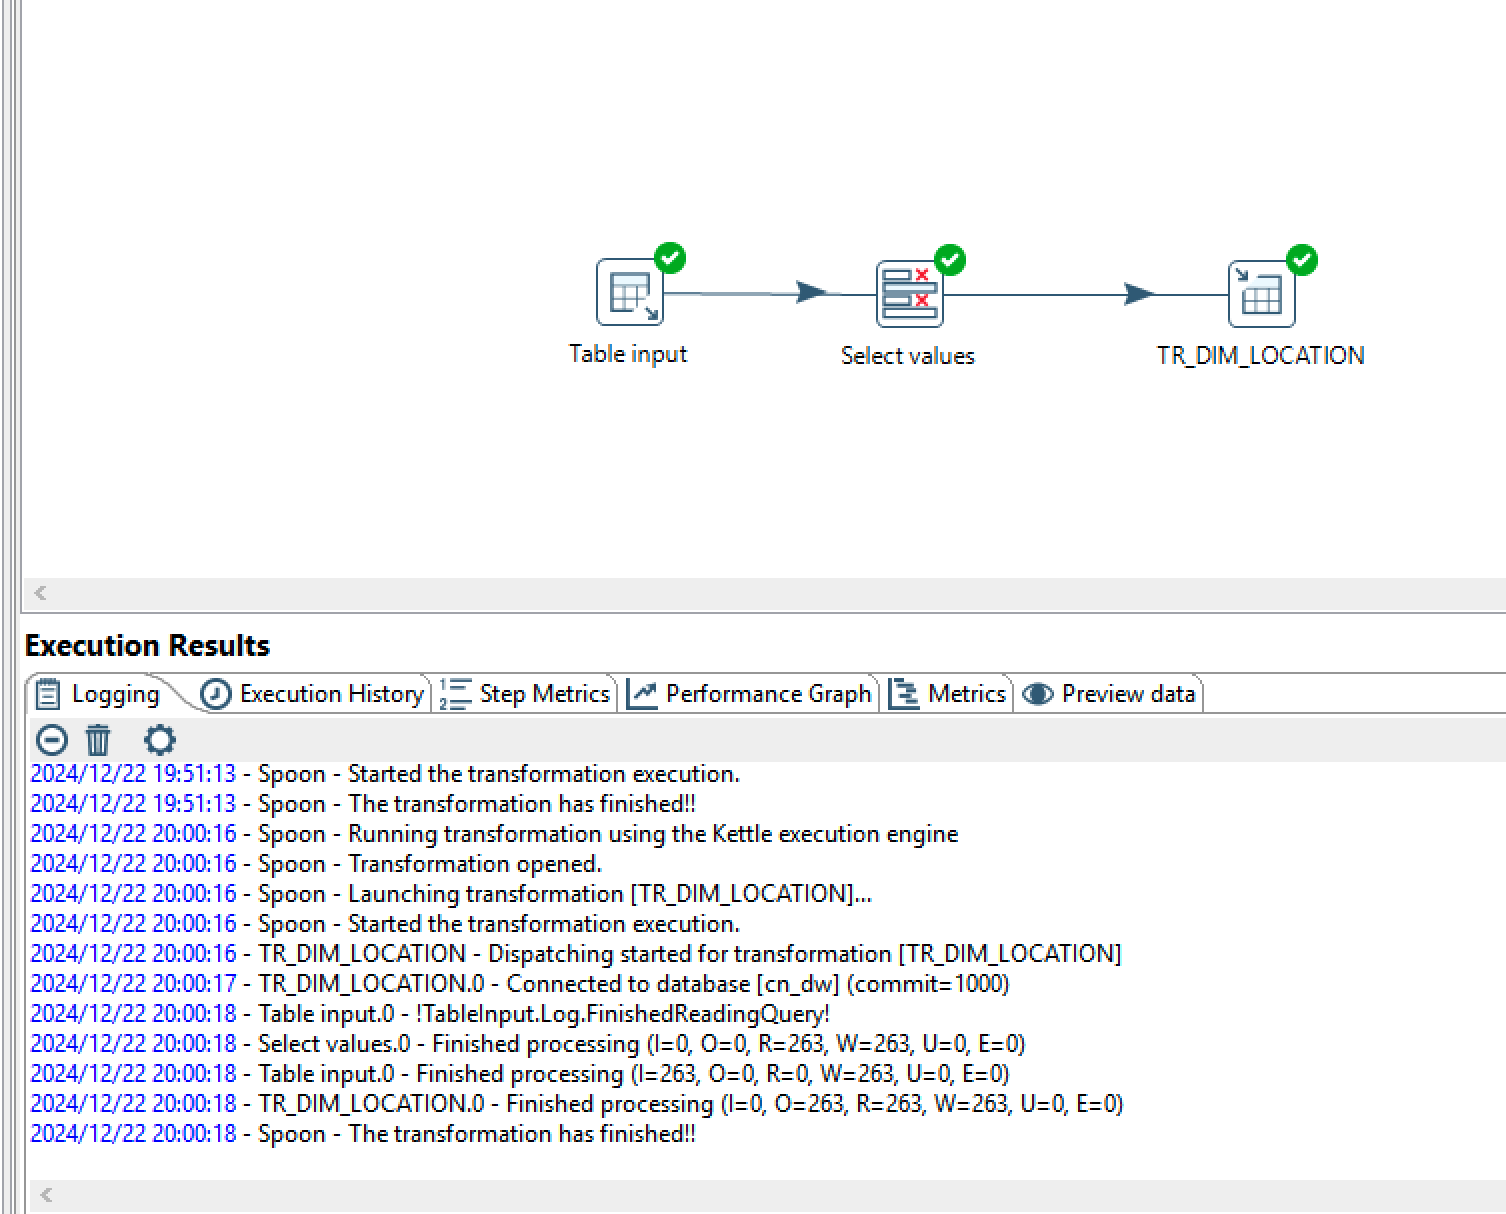 Table input
Select values
TR_DIM_LOCATION
Execution Results
Logging
Execution History
Step Metrics
Performance Graph
Metrics
Preview data
2024/12/22 19:51:13 - Spoon - Started the transformation execution.
2024/12/22 19:51:13 - Spoon - The transformation has finished!!
2024/12/22 20:00:16 - Spoon - Running transformation using the Kettle execution engine
2024/12/22 20:00:16 - Spoon - Transformation opened.
2024/12/22 20:00:16 - Spoon - Launching transformation [TR_DIM_LOCATION]...
2024/12/22 20:00:16 - Spoon - Started the transformation execution.
2024/12/22 20:00:16 - TR_DIM_LOCATION - Dispatching started for transformation [TR_DIM_LOCATION]
2024/12/22 20:00:17 - TR_DIM_LOCATION.0 - Connected to database [cn_dw] (commit=1000)
2024/12/22 20:00:18 - Table input.0 - !TableInput.Log.FinishedReadingQuery!
2024/12/22 20:00:18 - Select values.0 - Finished processing (I=0, O=0, R=263, W=263, U=0, E=0)
2024/12/22 20:00:18 - Table input.0 - Finished processing (I=263, O=0, R=0, W=263, U=0, E=0)
2024/12/22 20:00:18 - TR_DIM_LOCATION.0 - Finished processing (I=0, O=263, R=263, W=263, U=0, E=0)
2024/12/22 20:00:18 - Spoon - The transformation has finished!!